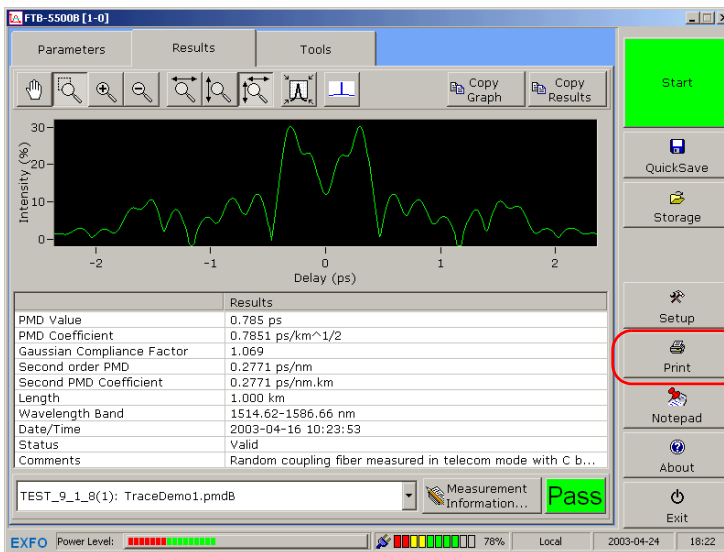 FTB-5500B [1-0]
Parameters
Results
Tools
Copy Graph
Copy Results
Intensity (%)
30
20
10
0
-2
-1
0
1
2
Delay (ps)
Results
PMD Value 0.785 ps
PMD Coefficient 0.7851 ps/km^1/2
Gaussian Compliance Factor 1.069
Second order PMD 0.2771 ps/nm
Second PMD Coefficient 0.2771 ps/nm.km
Length 1.000 km
Wavelength Band 1514.62-1586.66 nm
Date/Time 2003-04-16 10:23:53
Status Valid
Comments Random coupling fiber measured in telecom mode with C b...
TEST_9_1_8(1): TraceDemo1.pmdB
Measurement Information...
Pass
Start
QuickSave
Storage
Setup
Print
Notepad
About
Exit
EXFO Power Level: 78% Local 2003-04-24 18:22